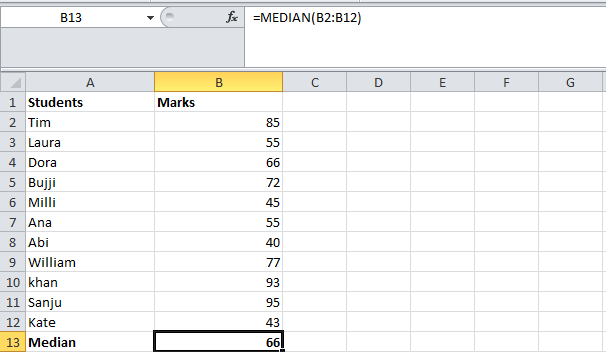 B13 fx =MEDIAN(B2:B12)
A B C D E F G
1 Students Marks
2 Tim 85
3 Laura 55
4 Dora 66
5 Bujji 72
6 Milli 45
7 Ana 55
8 Abi 40
9 William 77
10 khan 93
11 Sanju 95
12 Kate 43
13 Median 66